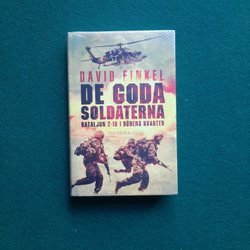 DAVID FINKEL
DE GODA
SOLDATERNA
BATALJON 2-16 I DÖDENS KVARTER